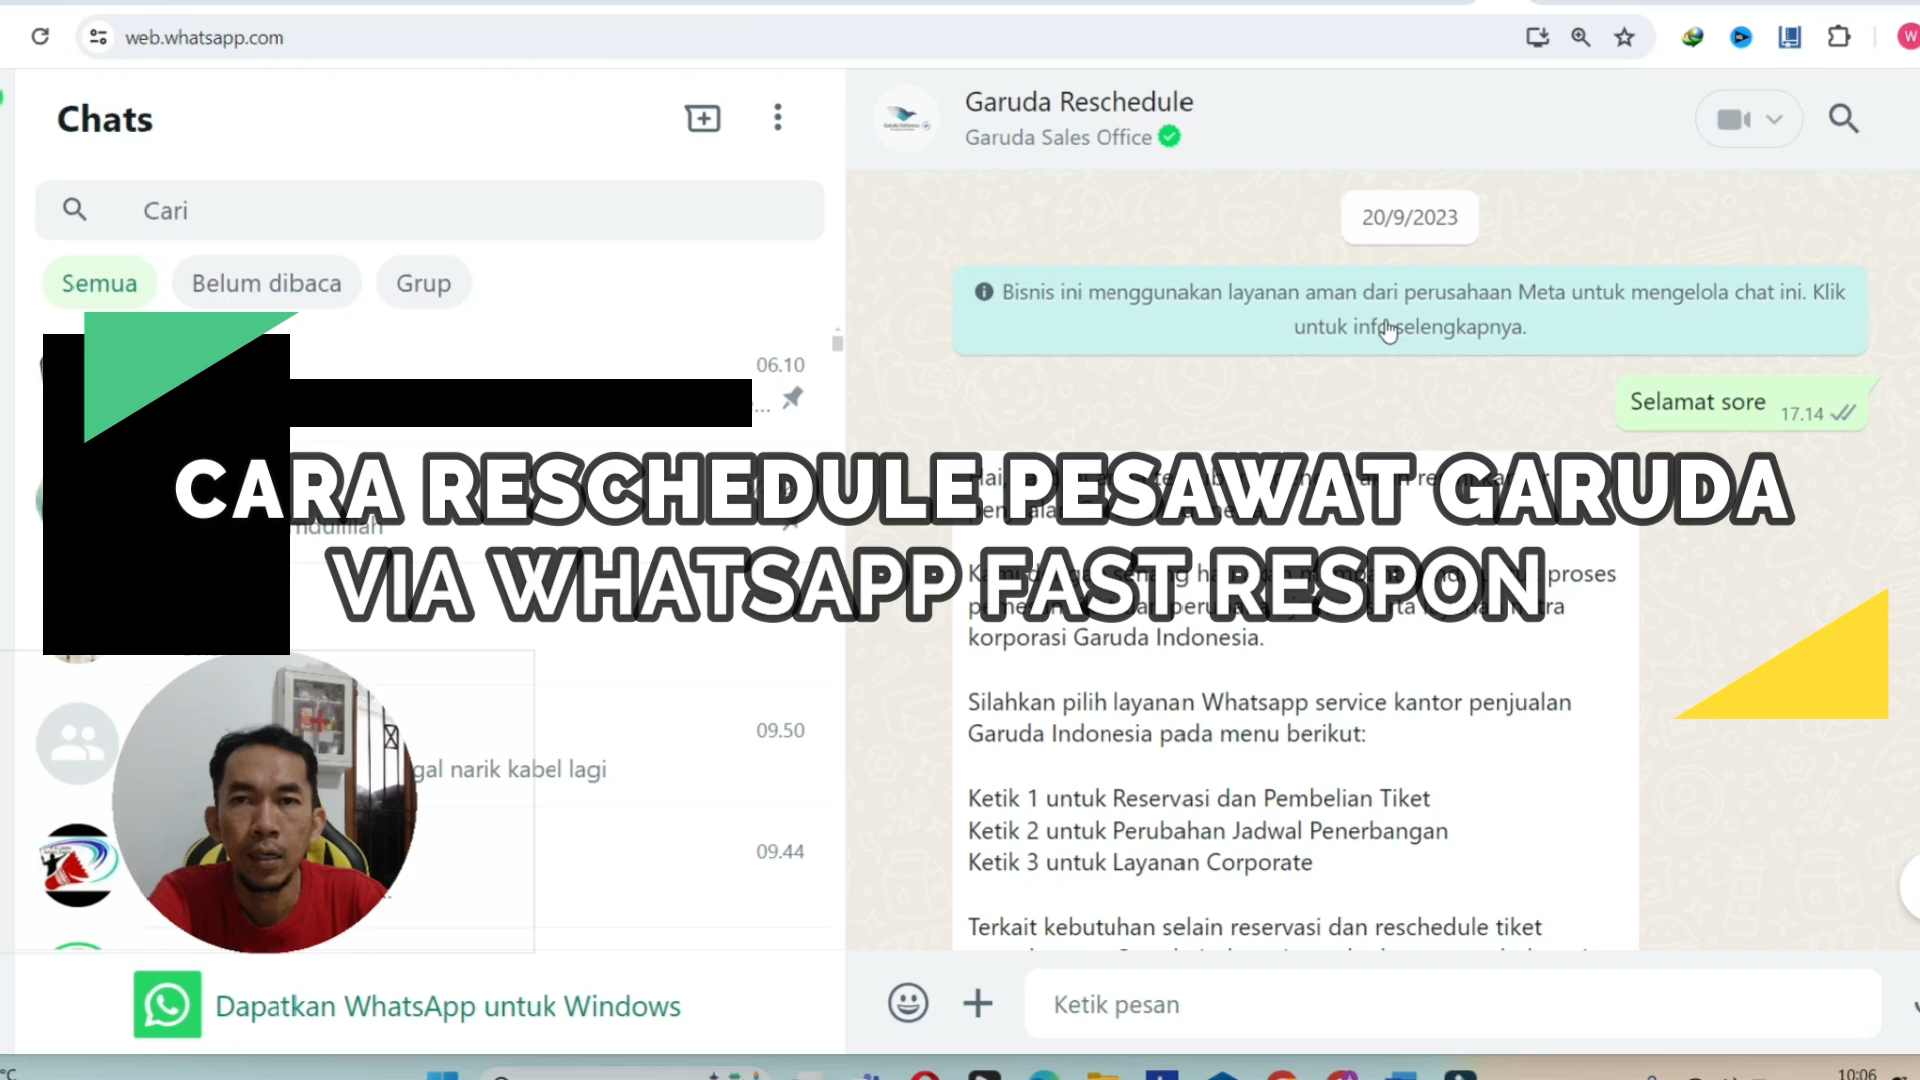 web.whatsapp.com
W
Chats
Garuda Reschedule
Garuda Sales Office
Cari
20/9/2023
Semua
Belum dibaca
Grup
Bisnis ini menggunakan layanan aman dari perusahaan Meta untuk mengelola chat ini. Klik
untuk info selengkapnya.
06.10
Selamat sore 17.14
CARA RESCHEDULE PESAWAT GARUDA
VIA WHATSAPP FAST RESPON
proses
korporasi Garuda Indonesia.
Silahkan pilih layanan Whatsapp service kantor penjualan
Garuda Indonesia pada menu berikut:
09.50
gal narik kabel lagi
Ketik 1 untuk Reservasi dan Pembelian Tiket
Ketik 2 untuk Perubahan Jadwal Penerbangan
Ketik 3 untuk Layanan Corporate
09.44
Terkait kebutuhan selain reservasi dan reschedule tiket
Dapatkan WhatsApp untuk Windows
Ketik pesan
°C
10:06